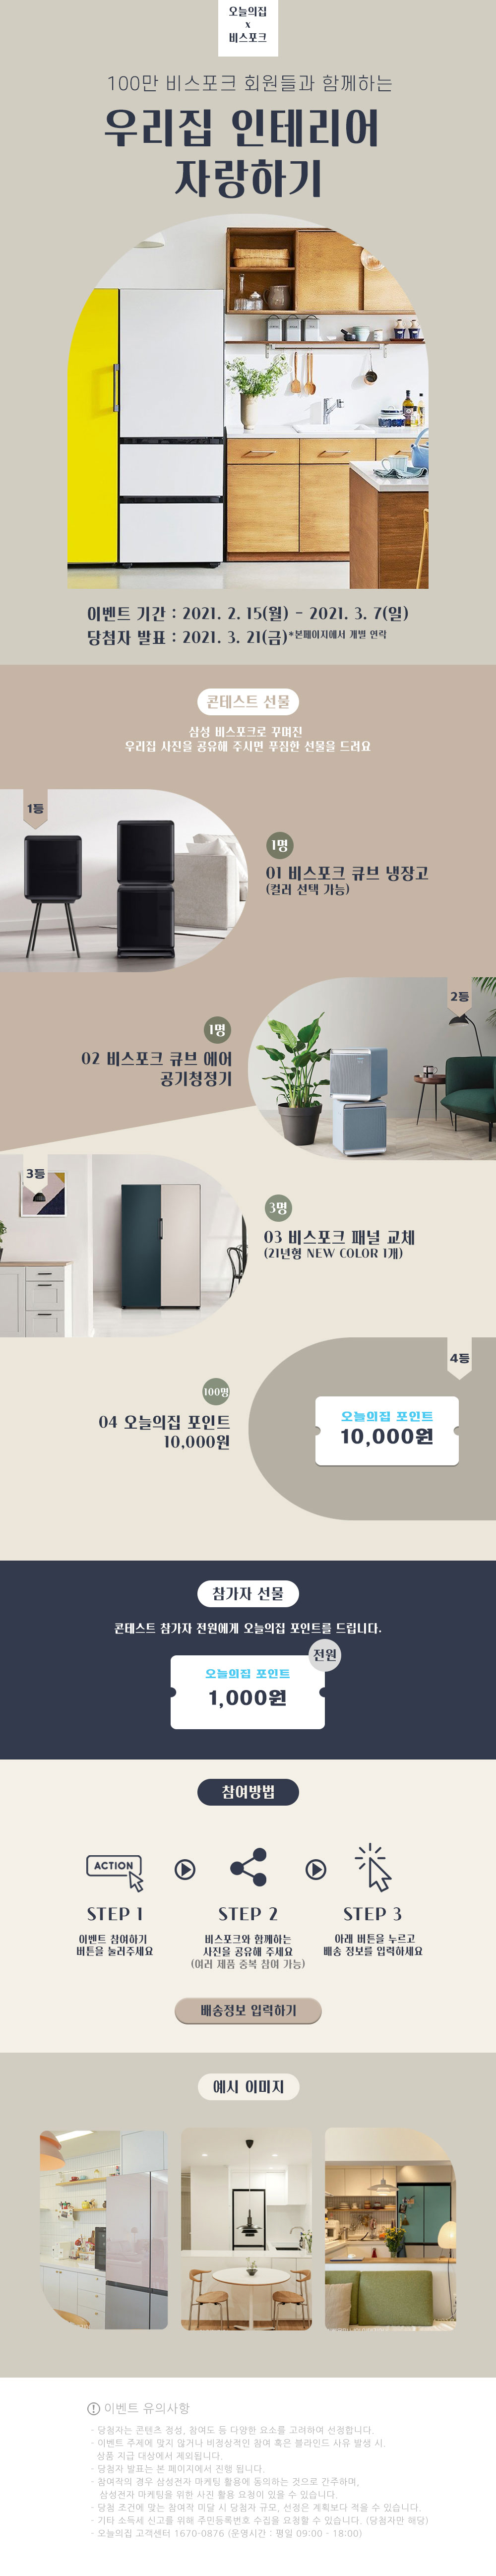 오늘의집
x
비스포크
100만 비스포크 회원들과 함께하는
우리집 인테리어
자랑하기
이벤트 기간 : 2021. 2. 15(월) - 2021. 3. 7(일)
당첨자 발표 : 2021. 3. 21(금)*본페이지에서 개별 연락
콘테스트 선물
삼성 비스포크로 꾸며진
우리집 사진을 공유해 주시면 푸짐한 선물을 드려요
1등
1명
01 비스포크 큐브 냉장고
(컬러 선택 가능)
2등
1명
02 비스포크 큐브 에어
공기청정기
3등
3명
03 비스포크 패널 교체
(21년형 NEW COLOR 1개)
4등
100명
04 오늘의집 포인트
10,000원
오늘의집 포인트
10,000원
참가자 선물
콘테스트 참가자 전원에게 오늘의집 포인트를 드립니다.
전원
오늘의집 포인트
1,000원
참여방법
ACTION
STEP 1
STEP 2
STEP 3
이벤트 참여하기
버튼을 눌러주세요
비스포크와 함께하는
사진을 공유해 주세요
(여러 제품 중복 참여 가능)
아래 버튼을 누르고
배송 정보를 입력하세요
배송정보 입력하기
예시 이미지
이벤트 유의사항
- 당첨자는 콘텐츠 정성, 참여도 등 다양한 요소를 고려하여 선정합니다.
- 이벤트 주제에 맞지 않거나 비정상적인 참여 혹은 블라인드 사유 발생 시.
상품 지급 대상에서 제외됩니다.
- 당첨자 발표는 본 페이지에서 진행 됩니다.
- 참여작의 경우 삼성전자 마케팅 활용에 동의하는 것으로 간주하며,
삼성전자 마케팅을 위한 사진 활용 요청이 있을 수 있습니다.
- 당첨 조건에 맞는 참여작 미달 시 당첨자 규모, 선정은 계획보다 적을 수 있습니다.
- 기타 소득세 신고를 위해 주민등록번호 수집을 요청할 수 있습니다. (당첨자만 해당)
- 오늘의집 고객센터 1670-0876 (운영시간 : 평일 09:00 - 18:00)